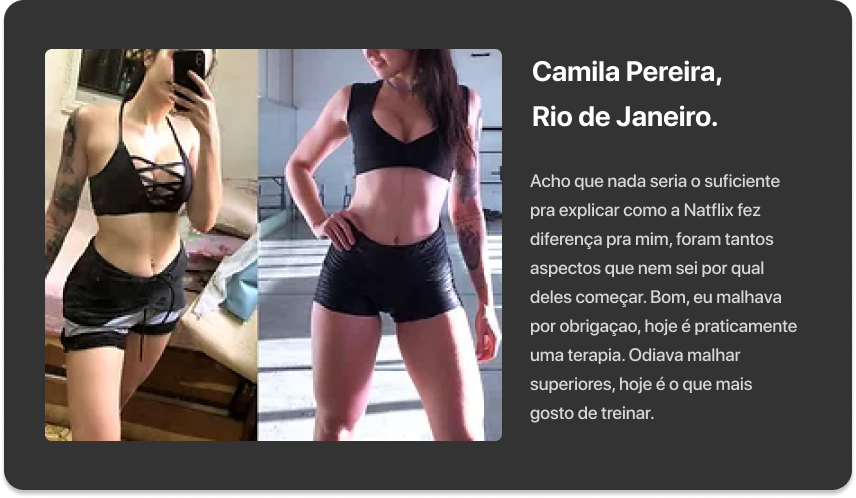 Camila Pereira,
Rio de Janeiro.
Acho que nada seria o suficiente
pra explicar como a Natflix fez
diferença pra mim, foram tantos
aspectos que nem sei por qual
deles começar. Bom, eu malhava
por obrigaçao, hoje é praticamente
uma terapia. Odiava malhar
superiores, hoje é o que mais
gosto de treinar.